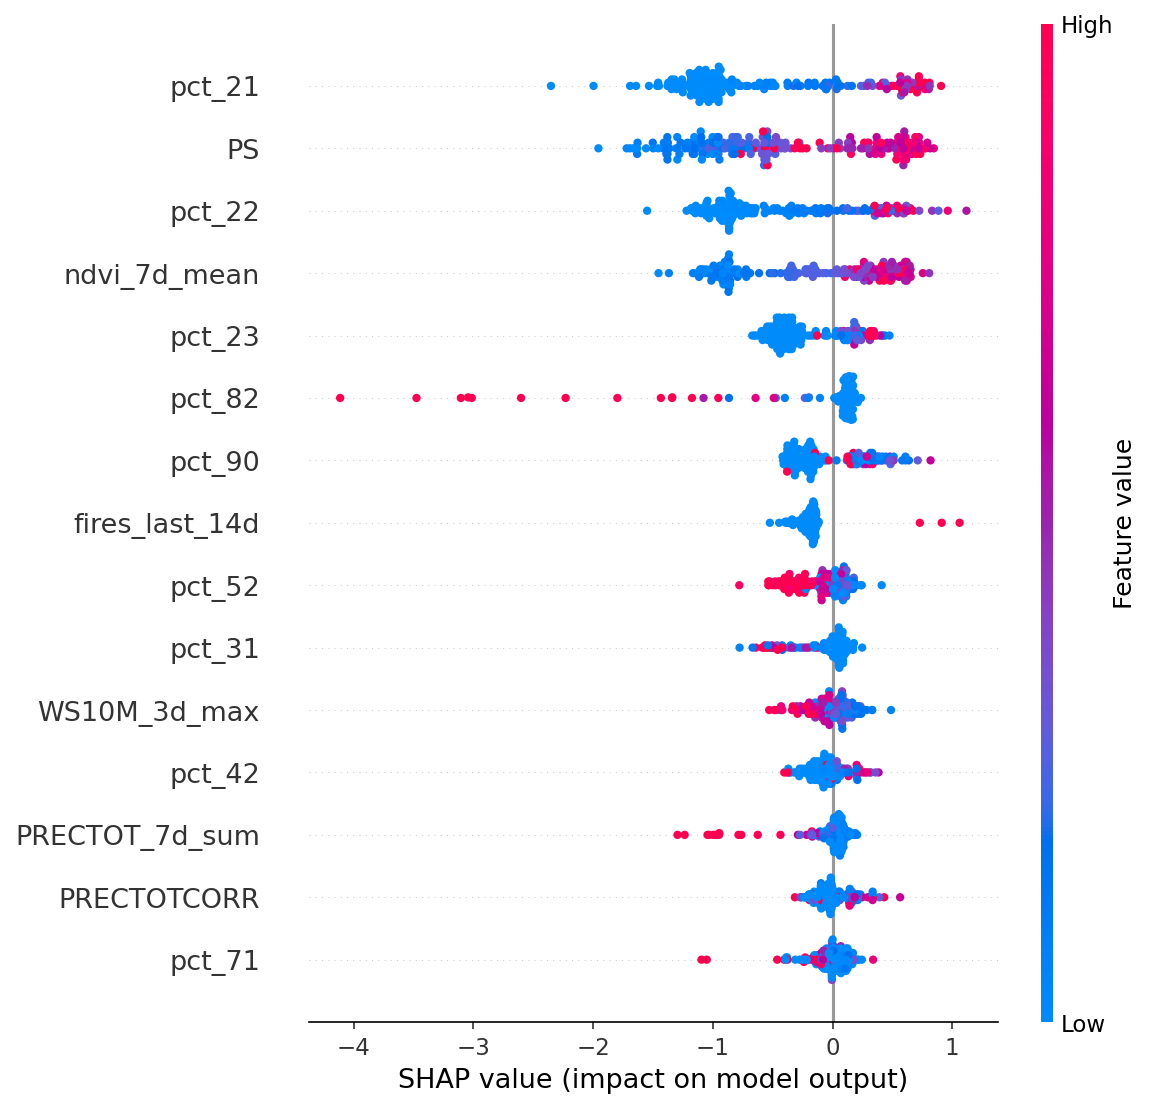 High
pct_21
PS
pct_22
ndvi_7d_mean
pct_23
pct_82
pct_90
fires_last_14d
pct_52
pct_31
WS10M_3d_max
pct_42
PRECTOT_7d_sum
PRECTOTCORR
pct_71
Feature value
Low
−4 −3 −2 −1 0 1
SHAP value (impact on model output)